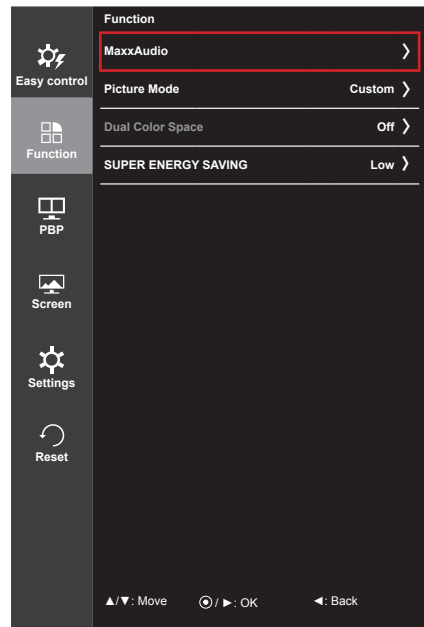 Function
MaxxAudio
Easy control
Picture Mode Custom
Dual Color Space Off
Function
SUPER ENERGY SAVING Low
PBP
Screen
Settings
Reset
▲/▼: Move ◉/ ►: OK ◄: Back